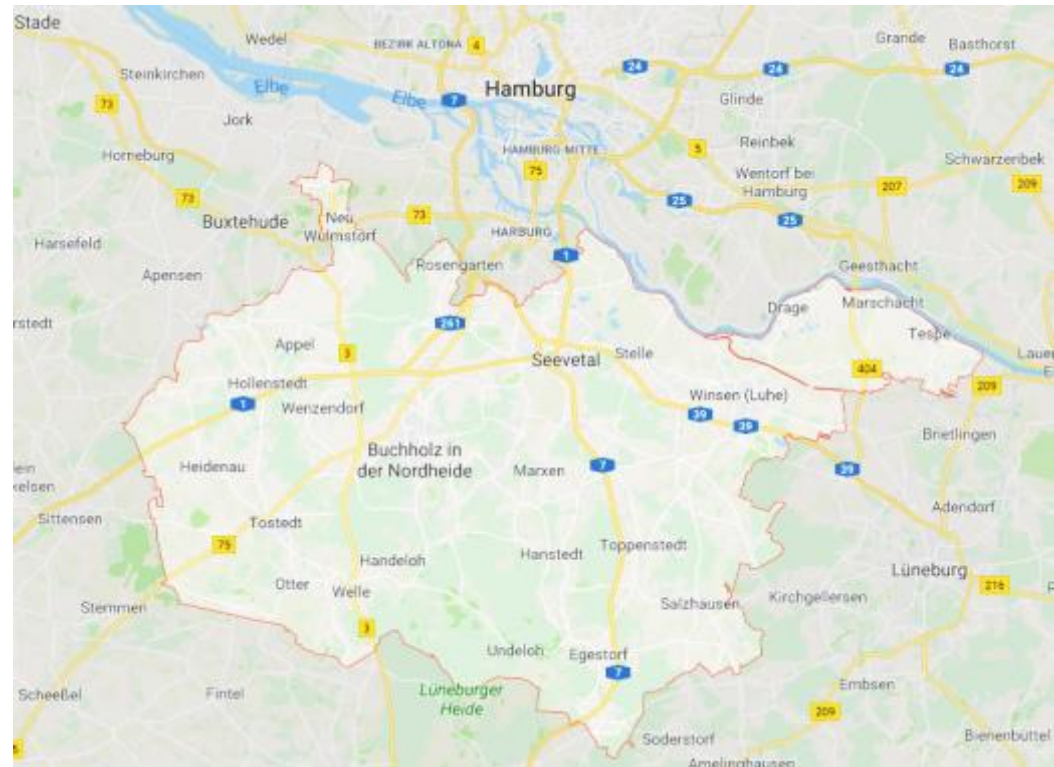 Stade
Wedel
BEZIRK ALTONA
4
Grande
Basthorst
Steinkirchen
24
24
24
Elbe
Elbe
7
Hamburg
73
Jork
Glinde
Horneburg
HAMBURG-MITTE
5
Reinbek
75
Schwarzenbek
Wentorf bei
Hamburg
207
209
73
25
Buxtehude
Neu
Wulmstorf
73
25
Harsefeld
HARBURG
1
Apensen
Rosengarten
Geesthacht
Drage
Marschacht
261
Tespe
Appel
3
Seevetal
Stelle
404
Hollenstedt
209
1
Wenzendorf
Winsen (Luhe)
39
39
Brietlingen
Buchholz in
der Nordheide
7
Heidenau
Marxen
39
Sittensen
Adendorf
Tostedt
75
Handeloh
Hanstedt
Toppenstedt
Lüneburg
Otter
Welle
216
Stemmen
Salzhausen
Kirchgellersen
3
Undeloh
Egestorf
7
Scheeßel
Fintel
Lüneburger
Heide
Embsen
209
Soderstorf
Bienenbüttel
Amelinghausen